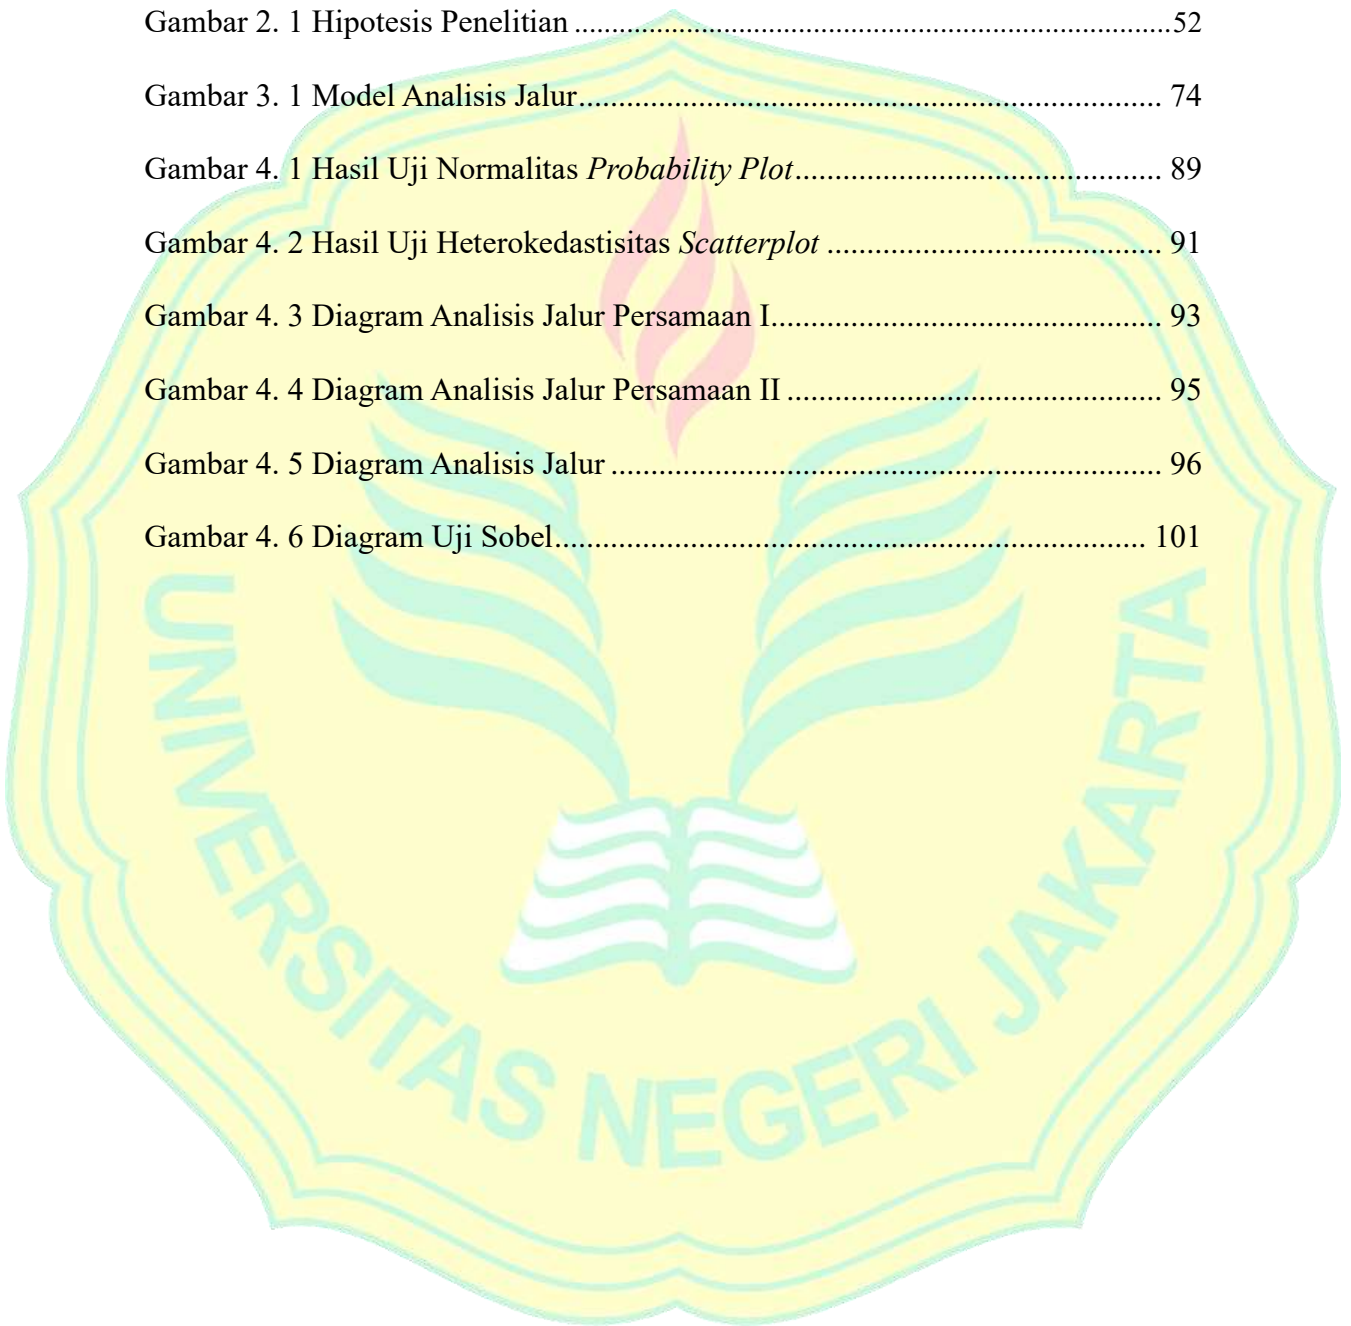 Gambar 2. 1 Hipotesis Penelitian ................................................................................52
Gambar 3. 1 Model Analisis Jalur.............................................................................. 74
Gambar 4. 1 Hasil Uji Normalitas Probability Plot................................................. 89
Gambar 4. 2 Hasil Uji Heterokedastisitas Scatterplot ............................................. 91
Gambar 4. 3 Diagram Analisis Jalur Persamaan I.................................................... 93
Gambar 4. 4 Diagram Analisis Jalur Persamaan II .................................................. 95
Gambar 4. 5 Diagram Analisis Jalur ......................................................................... 96
Gambar 4. 6 Diagram Uji Sobel............................................................................... 101
UNIVERSITAS NEGERI JAKARTA